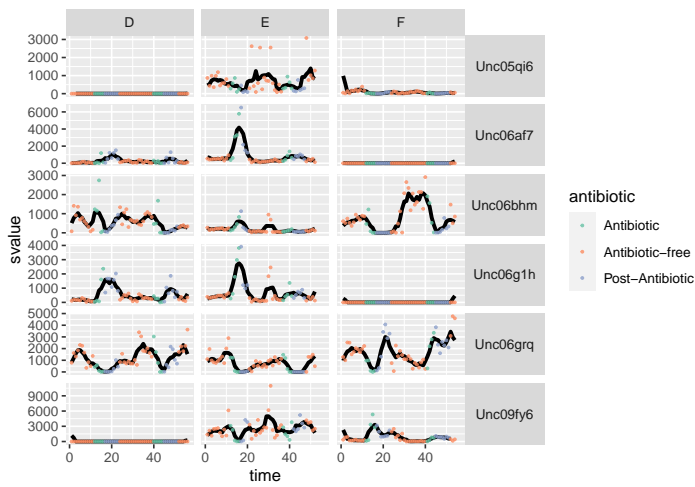 D E F
3000
2000
1000
0
Unc05qi6
6000
4000
2000
0
Unc06af7
3000
2000
1000
0
Unc06bhm
4000
3000
2000
1000
0
Unc06g1h
5000
4000
3000
2000
1000
0
Unc06grq
9000
6000
3000
0
Unc09fy6
svalue
0 20 40 0 20 40 0 20 40
time
antibiotic
Antibiotic
Antibiotic−free
Post−Antibiotic